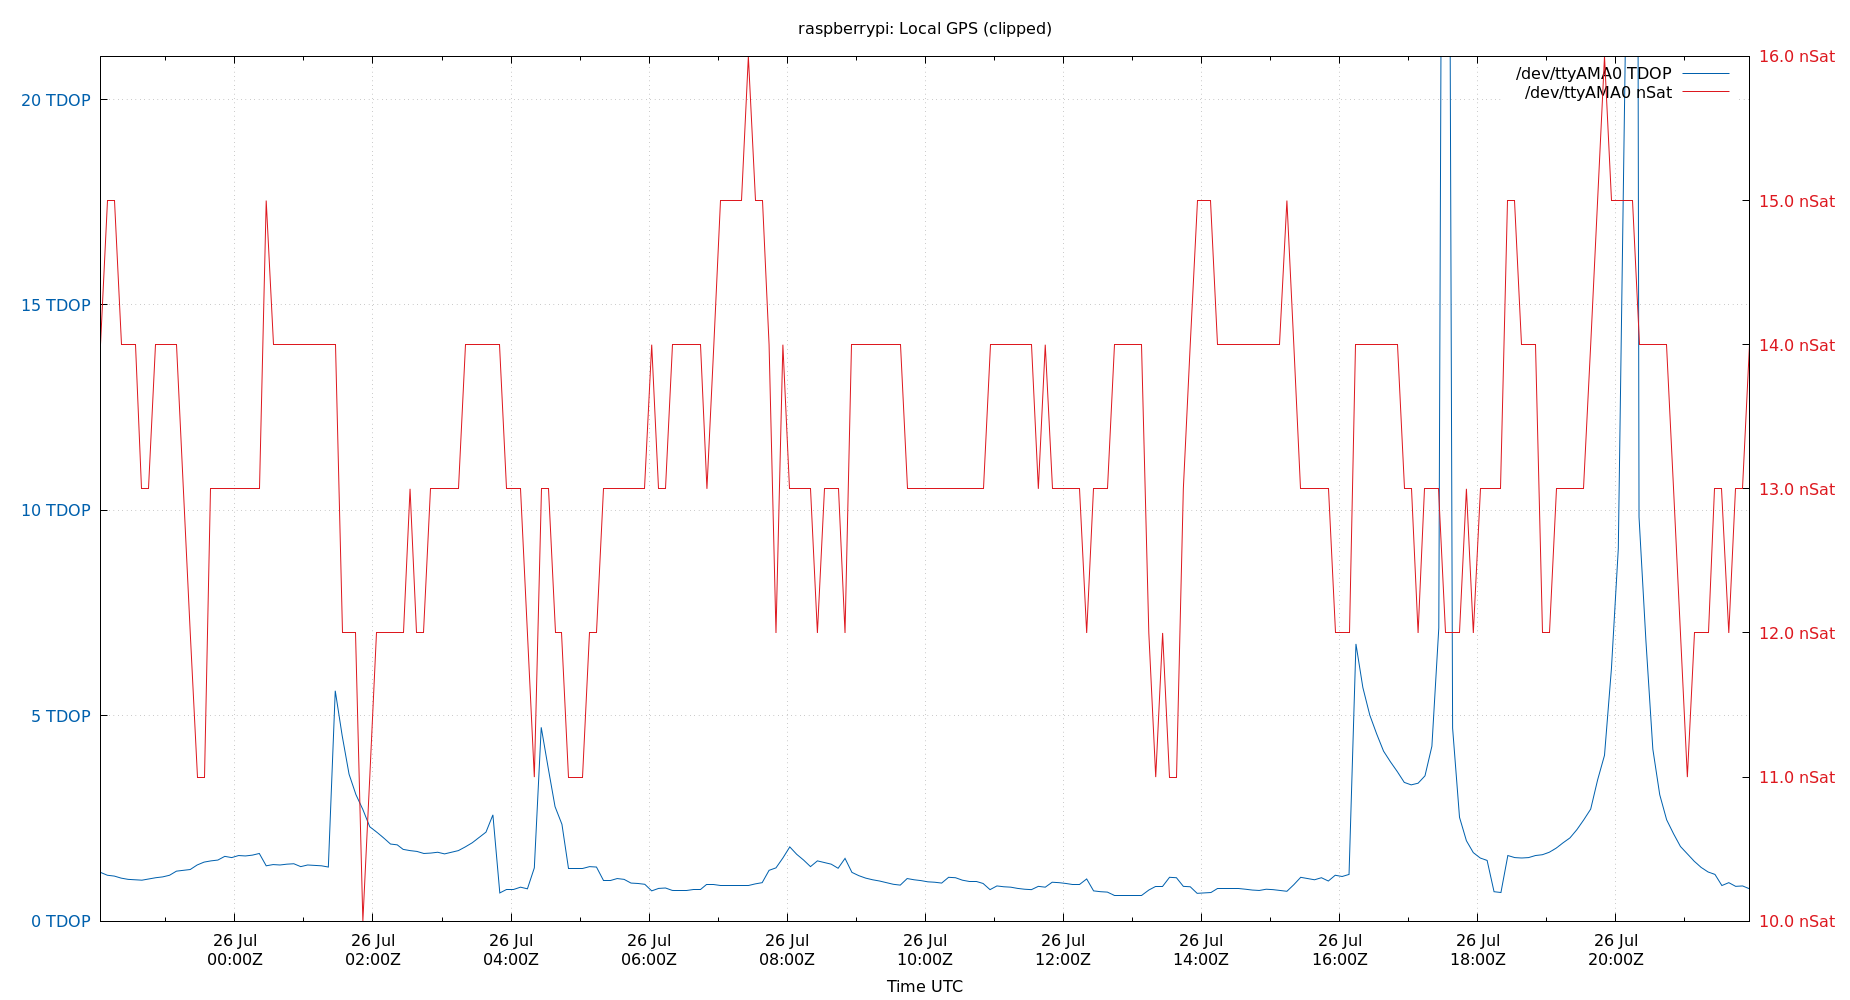 raspberrypi: Local GPS (clipped)
/dev/ttyAMA0 TDOP
/dev/ttyAMA0 nSat
20 TDOP
15 TDOP
10 TDOP
5 TDOP
0 TDOP
16.0 nSat
15.0 nSat
14.0 nSat
13.0 nSat
12.0 nSat
11.0 nSat
10.0 nSat
26 Jul 26 Jul 26 Jul 26 Jul 26 Jul 26 Jul 26 Jul 26 Jul 26 Jul 26 Jul 26 Jul
00:00Z 02:00Z 04:00Z 06:00Z 08:00Z 10:00Z 12:00Z 14:00Z 16:00Z 18:00Z 20:00Z
Time UTC